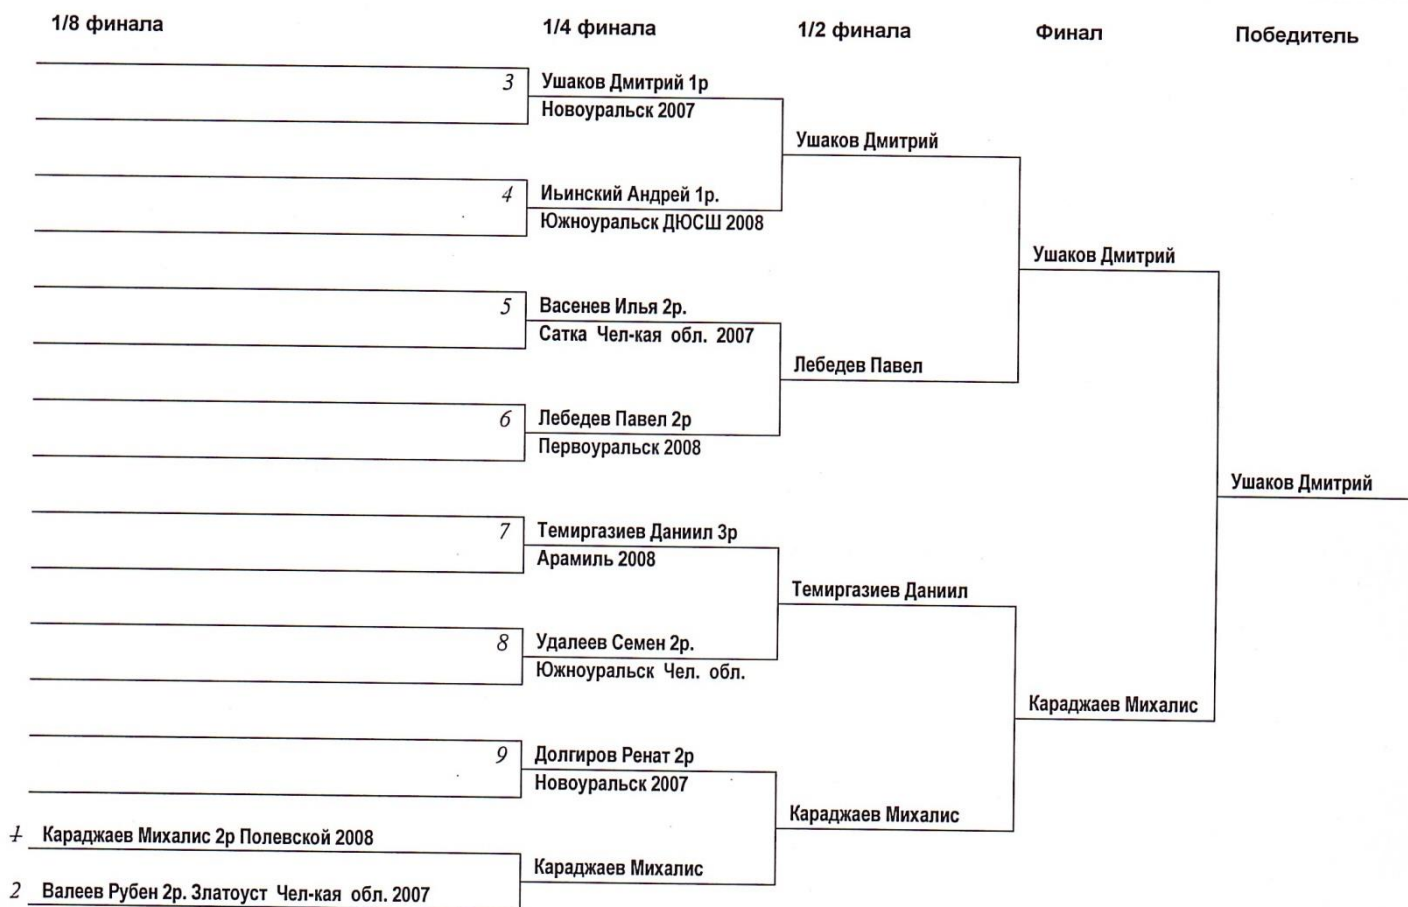 1/8 финала
1/4 финала
1/2 финала
Финал
Победитель
3
Ушаков Дмитрий 1р
Новоуральск 2007
Ушаков Дмитрий
4
Иьинский Андрей 1р.
Южноуральск ДЮСШ 2008
Ушаков Дмитрий
5
Васенев Илья 2р.
Сатка Чел-кая обл. 2007
Лебедев Павел
6
Лебедев Павел 2р
Первоуральск 2008
Ушаков Дмитрий
7
Темиргазиев Даниил 3р
Арамиль 2008
Темиргазиев Даниил
8
Удалеев Семен 2р.
Южноуральск Чел. обл.
Караджаев Михалис
9
Долгиров Ренат 2р
Новоуральск 2007
Караджаев Михалис
1 Караджаев Михалис 2р Полевской 2008
Караджаев Михалис
2 Валеев Рубен 2р. Златоуст Чел-кая обл. 2007